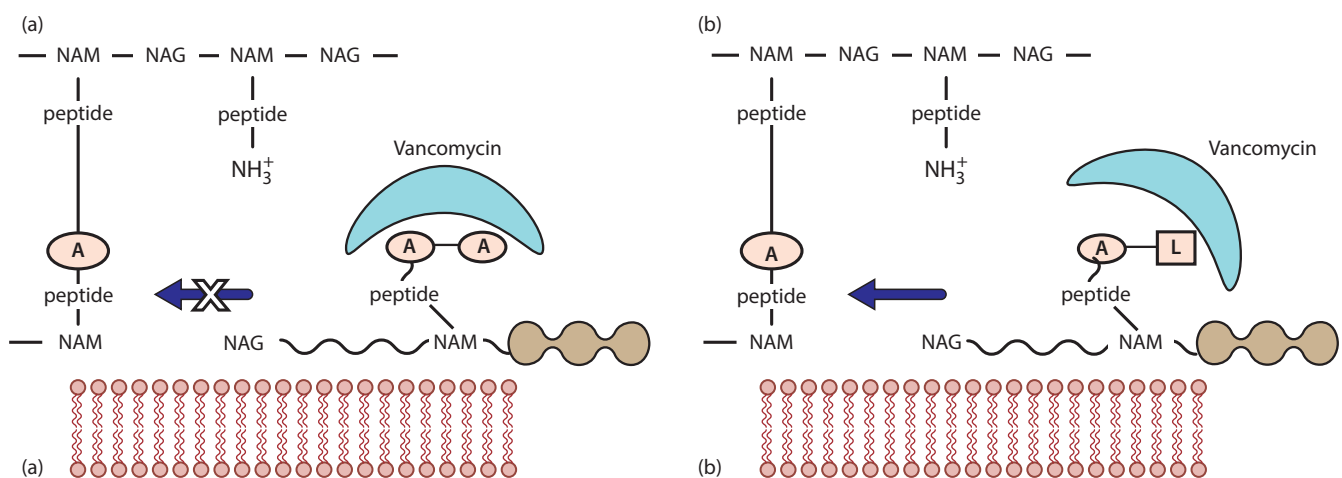 (a)
— NAM — NAG — NAM — NAG —
peptide
peptide
NH₃⁺
Vancomycin
A
A
A
peptide
peptide
X
— NAM
NAG
NAM
(a)
(b)
— NAM — NAG — NAM — NAG —
peptide
peptide
NH₃⁺
Vancomycin
A
A
L
peptide
peptide
— NAM
NAG
NAM
(b)